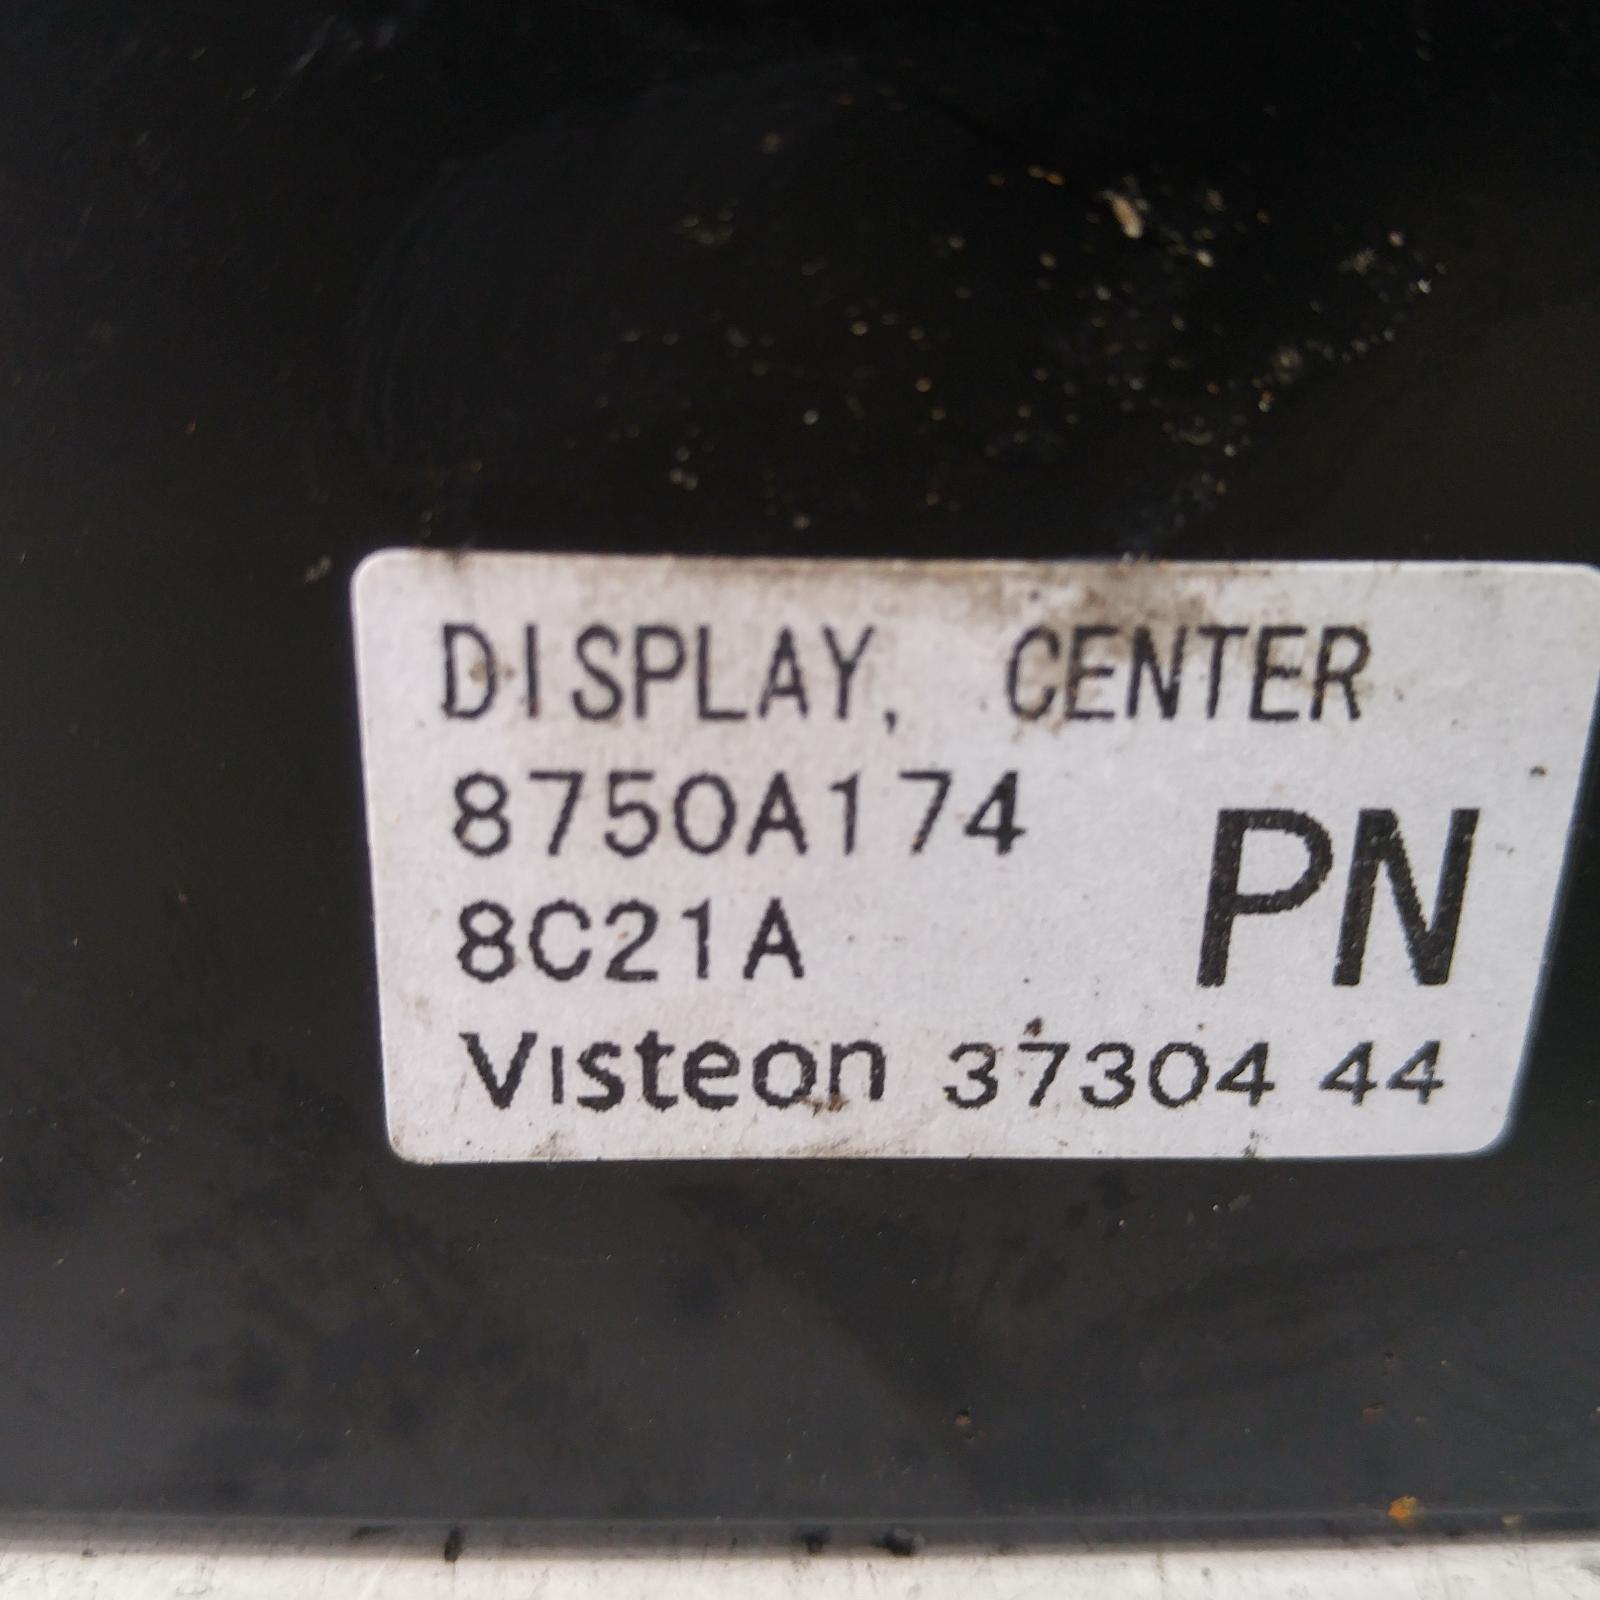 DISPLAY, CENTER
8750A174
PN
8C21A
Visteon 37304 44